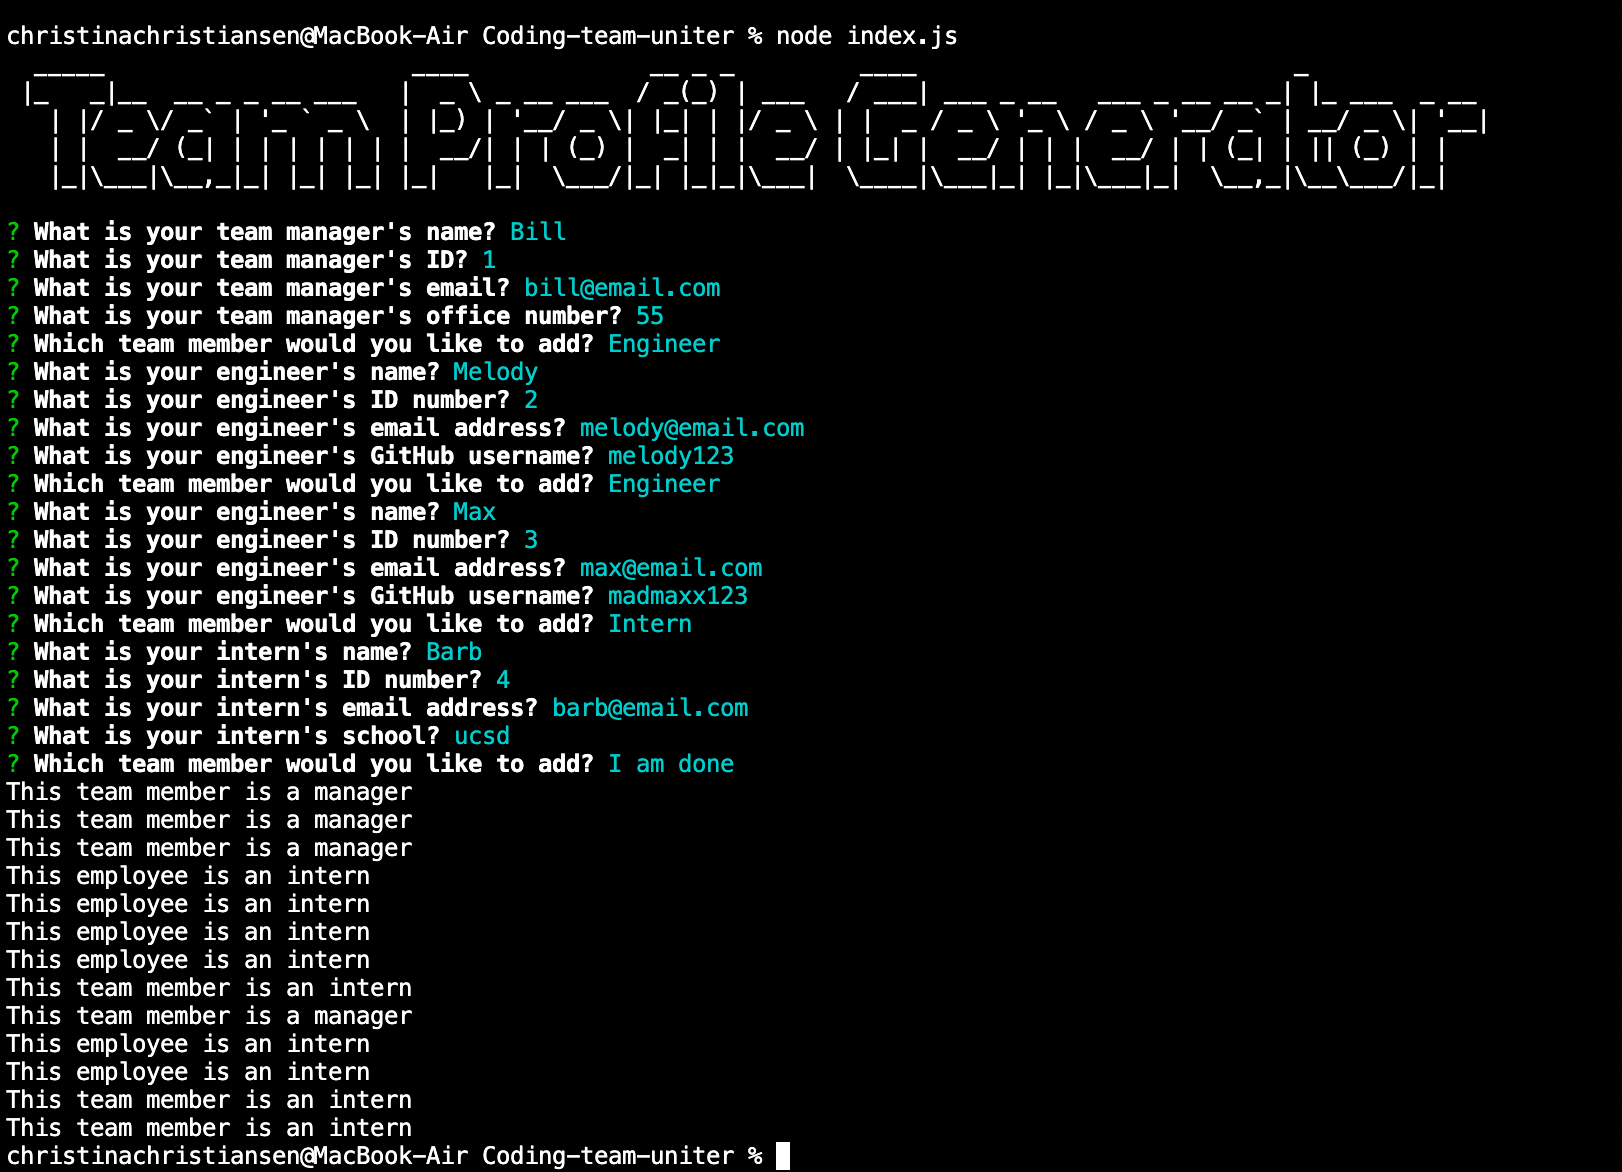 christinachristiansen@MacBook-Air Coding-team-uniter % node index.js
Team Profile Generator
? What is your team manager's name? Bill
? What is your team manager's ID? 1
? What is your team manager's email? bill@email.com
? What is your team manager's office number? 55
? Which team member would you like to add? Engineer
? What is your engineer's name? Melody
? What is your engineer's ID number? 2
? What is your engineer's email address? melody@email.com
? What is your engineer's GitHub username? melody123
? Which team member would you like to add? Engineer
? What is your engineer's name? Max
? What is your engineer's ID number? 3
? What is your engineer's email address? max@email.com
? What is your engineer's GitHub username? madmaxx123
? Which team member would you like to add? Intern
? What is your intern's name? Barb
? What is your intern's ID number? 4
? What is your intern's email address? barb@email.com
? What is your intern's school? ucsd
? Which team member would you like to add? I am done
This team member is a manager
This team member is a manager
This team member is a manager
This employee is an intern
This employee is an intern
This employee is an intern
This employee is an intern
This team member is an intern
This team member is a manager
This employee is an intern
This employee is an intern
This team member is an intern
This team member is an intern
christinachristiansen@MacBook-Air Coding-team-uniter %